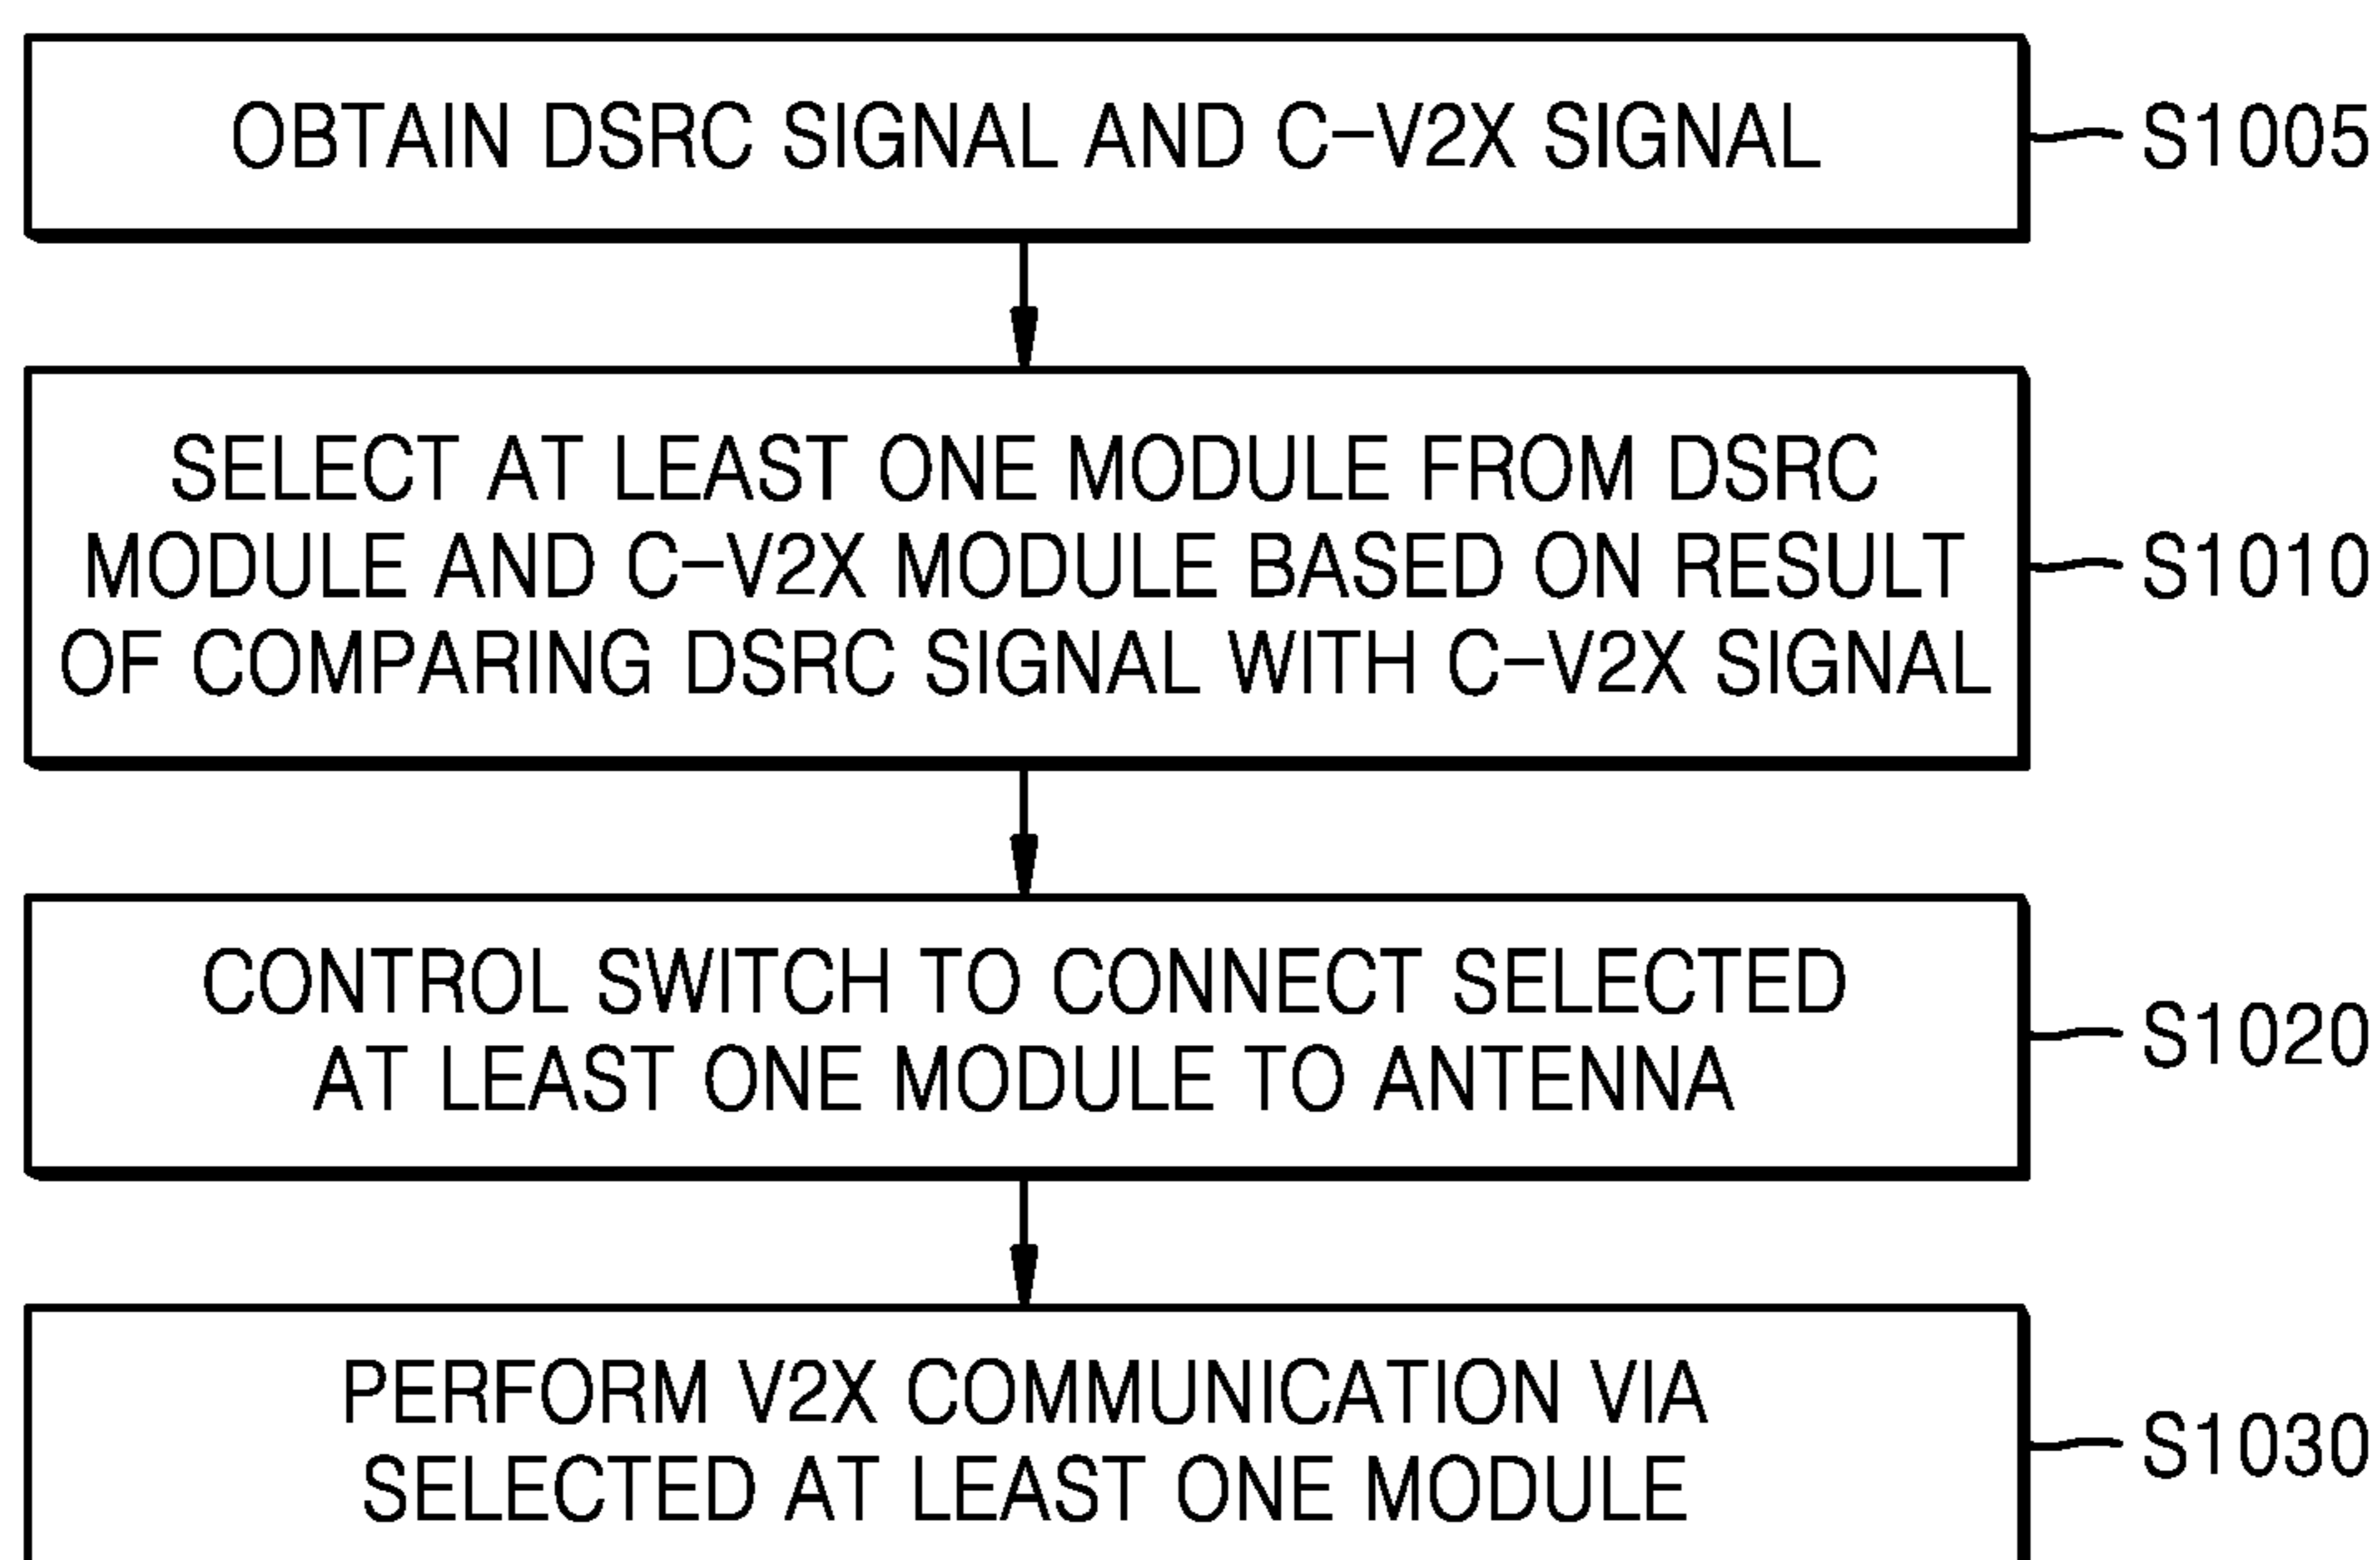 OBTAIN DSRC SIGNAL AND C-V2X SIGNAL
S1005
SELECT AT LEAST ONE MODULE FROM DSRC
MODULE AND C-V2X MODULE BASED ON RESULT
OF COMPARING DSRC SIGNAL WITH C-V2X SIGNAL
S1010
CONTROL SWITCH TO CONNECT SELECTED
AT LEAST ONE MODULE TO ANTENNA
S1020
PERFORM V2X COMMUNICATION VIA
SELECTED AT LEAST ONE MODULE
S1030